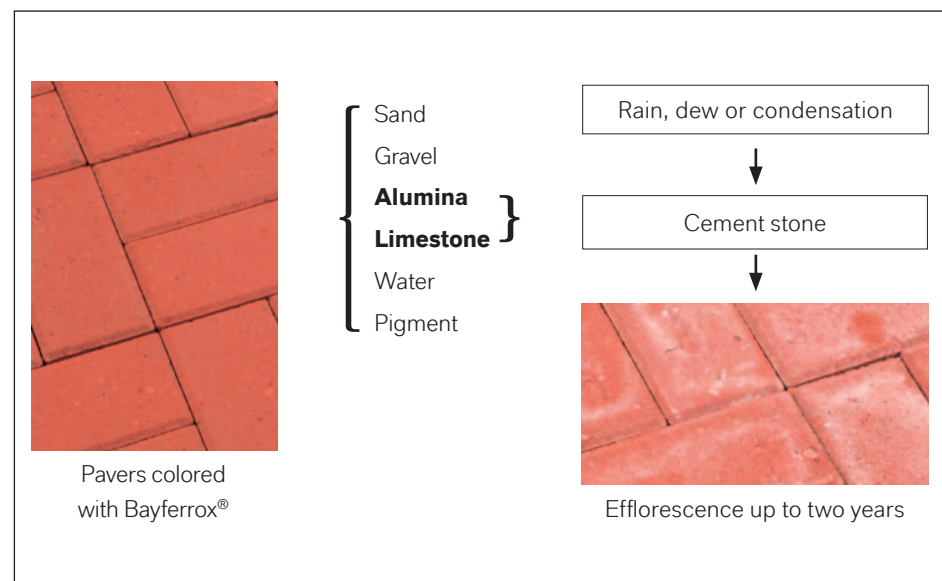 Sand
Gravel
Alumina
Limestone
Water
Pigment
Rain, dew or condensation
Cement stone
Pavers colored
with Bayferrox®
Efflorescence up to two years